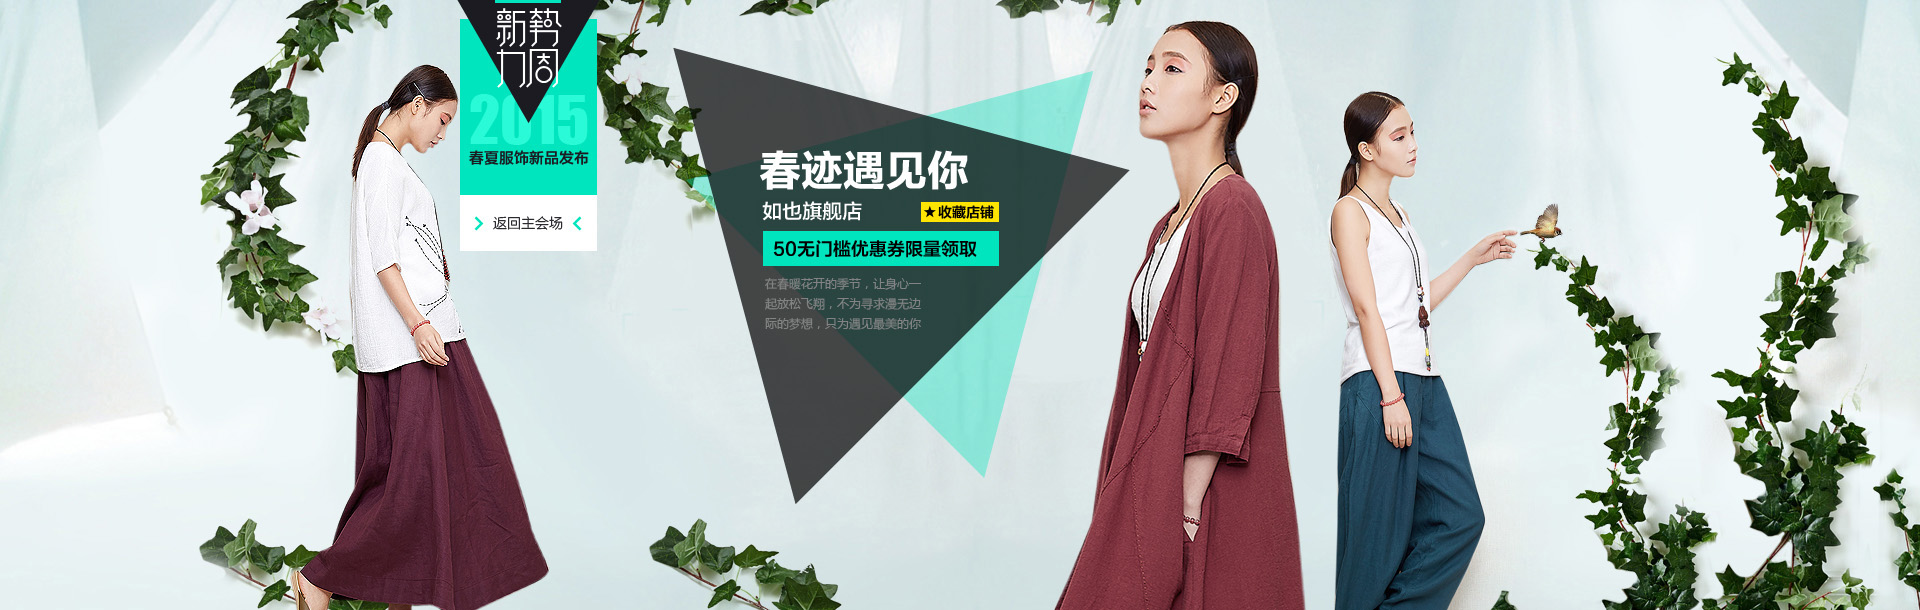 新勢
力周
2015
春夏服饰新品发布
返回主会场
春迹遇见你
如也旗舰店
★收藏店铺
50无门槛优惠券限量领取
在春暖花开的季节，让身心一
起放松飞翔，不为寻求漫无边
际的梦想，只为遇见最美的你